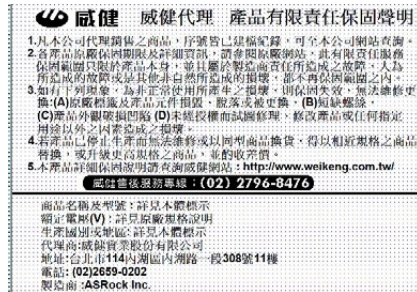 威健 威健代理 產品有限責任保固聲明
1.凡本公司代理銷售之商品，序號皆已建檔紀錄，可至本公司網站查詢。
2.各產品原廠保固期限及詳細資訊，請參閱原廠網站，此有限責任服務
保固範圍只限於產品本身，並且屬於製造商責任所造成之故障，人為
所造成的故障或是其他非自然所造成的損壞，都不再保固範圍之內。
3.如有下列現象，為非正常使用所產生之損壞，則保固失效，無法維修更
換:(A)原廠標籤及產品元件損毀、脫落或被更換，(B)短缺螺絲，
(C)產品外觀破損凹陷 (D)未經授權而試圖修理、修改產品或任何指定
用途以外之因素造成之損壞。
4.若產品已停止生產而無法維修或以同型商品換貨，得以相近規格之商品
替換，或升級更高規格之商品，並酌收差價。
5.本產品詳細保固說明請查詢威健網站：http://www.weikeng.com.tw/
威健售後服務專線：(02) 2796-8476
商品名稱及型號：詳見本體標示
額定電壓(V)：詳見原廠規格說明
生產國別或地區：詳見本體標示
代理商:威健實業股份有限公司
地址:台北市114內湖區內湖路一段308號11樓
電話: (02)2659-0202
製造商:ASRock Inc.